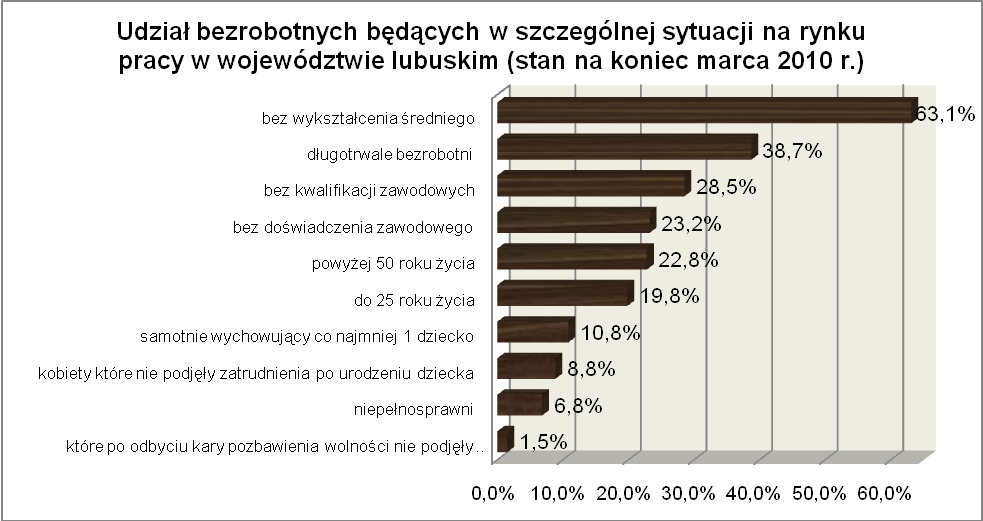 Udział bezrobotnych będących w szczególnej sytuacji na rynku
pracy w województwie lubuskim (stan na koniec marca 2010 r.)
bez wykształcenia średniego 63,1%
długotrwale bezrobotni 38,7%
bez kwalifikacji zawodowych 28,5%
bez doświadczenia zawodowego 23,2%
powyżej 50 roku życia 22,8%
do 25 roku życia 19,8%
samotnie wychowujący co najmniej 1 dziecko 10,8%
kobiety które nie podjęły zatrudnienia po urodzeniu dziecka 8,8%
niepełnosprawni 6,8%
które po odbyciu kary pozbawienia wolności nie podjęły .. 1,5%
0,0% 10,0% 20,0% 30,0% 40,0% 50,0% 60,0%